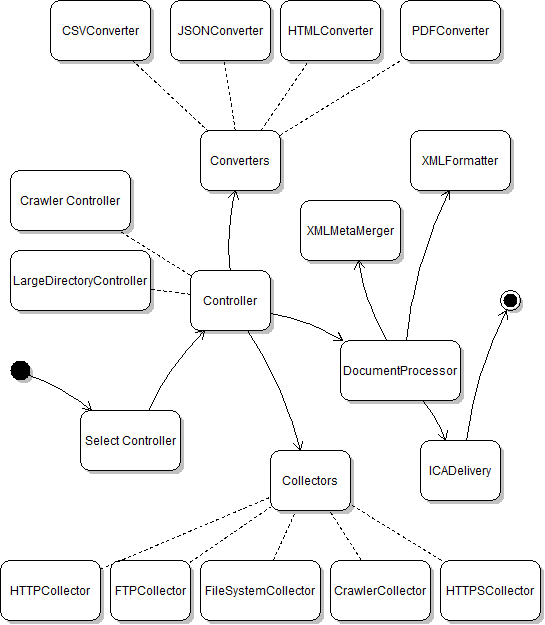 CSVConverter
JSONConverter
HTMLConverter
PDFConverter
Converters
XMLFormatter
Crawler Controller
XMLMetaMerger
LargeDirectoryController
Controller
DocumentProcessor
Select Controller
ICADelivery
Collectors
HTTPCollector
FTPCollector
FileSystemCollector
CrawlerCollector
HTTPSCollector